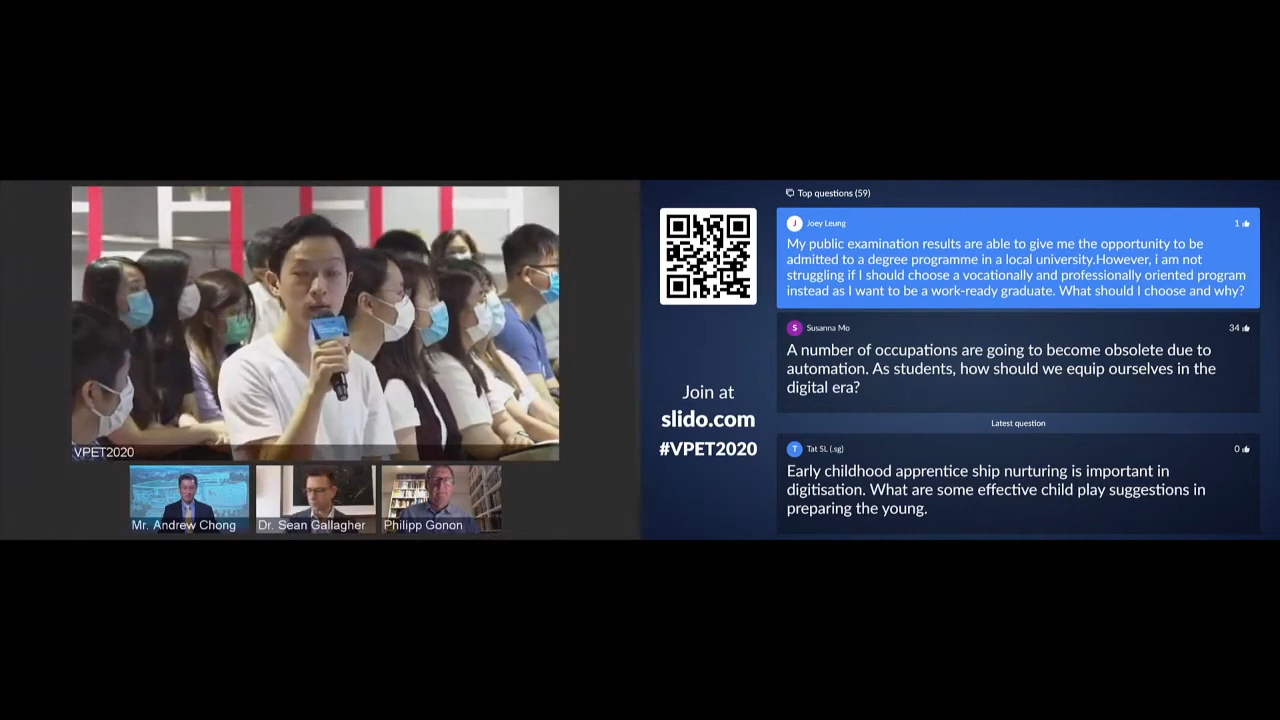 VPET2020
Mr. Andrew Chong
Dr. Sean Gallagher
Philipp Gonon
Join at
slido.com
#VPET2020
Top questions (59)
J
Joey Leung
1
My public examination results are able to give me the opportunity to be
admitted to a degree programme in a local university.However, i am not
struggling if I should choose a vocationally and professionally oriented program
instead as I want to be a work-ready graduate. What should I choose and why?
S
Susanna Mo
34
A number of occupations are going to become obsolete due to
automation. As students, how should we equip ourselves in the
digital era?
Latest question
T
Tat SL (.sg)
0
Early childhood apprentice ship nurturing is important in
digitisation. What are some effective child play suggestions in
preparing the young.